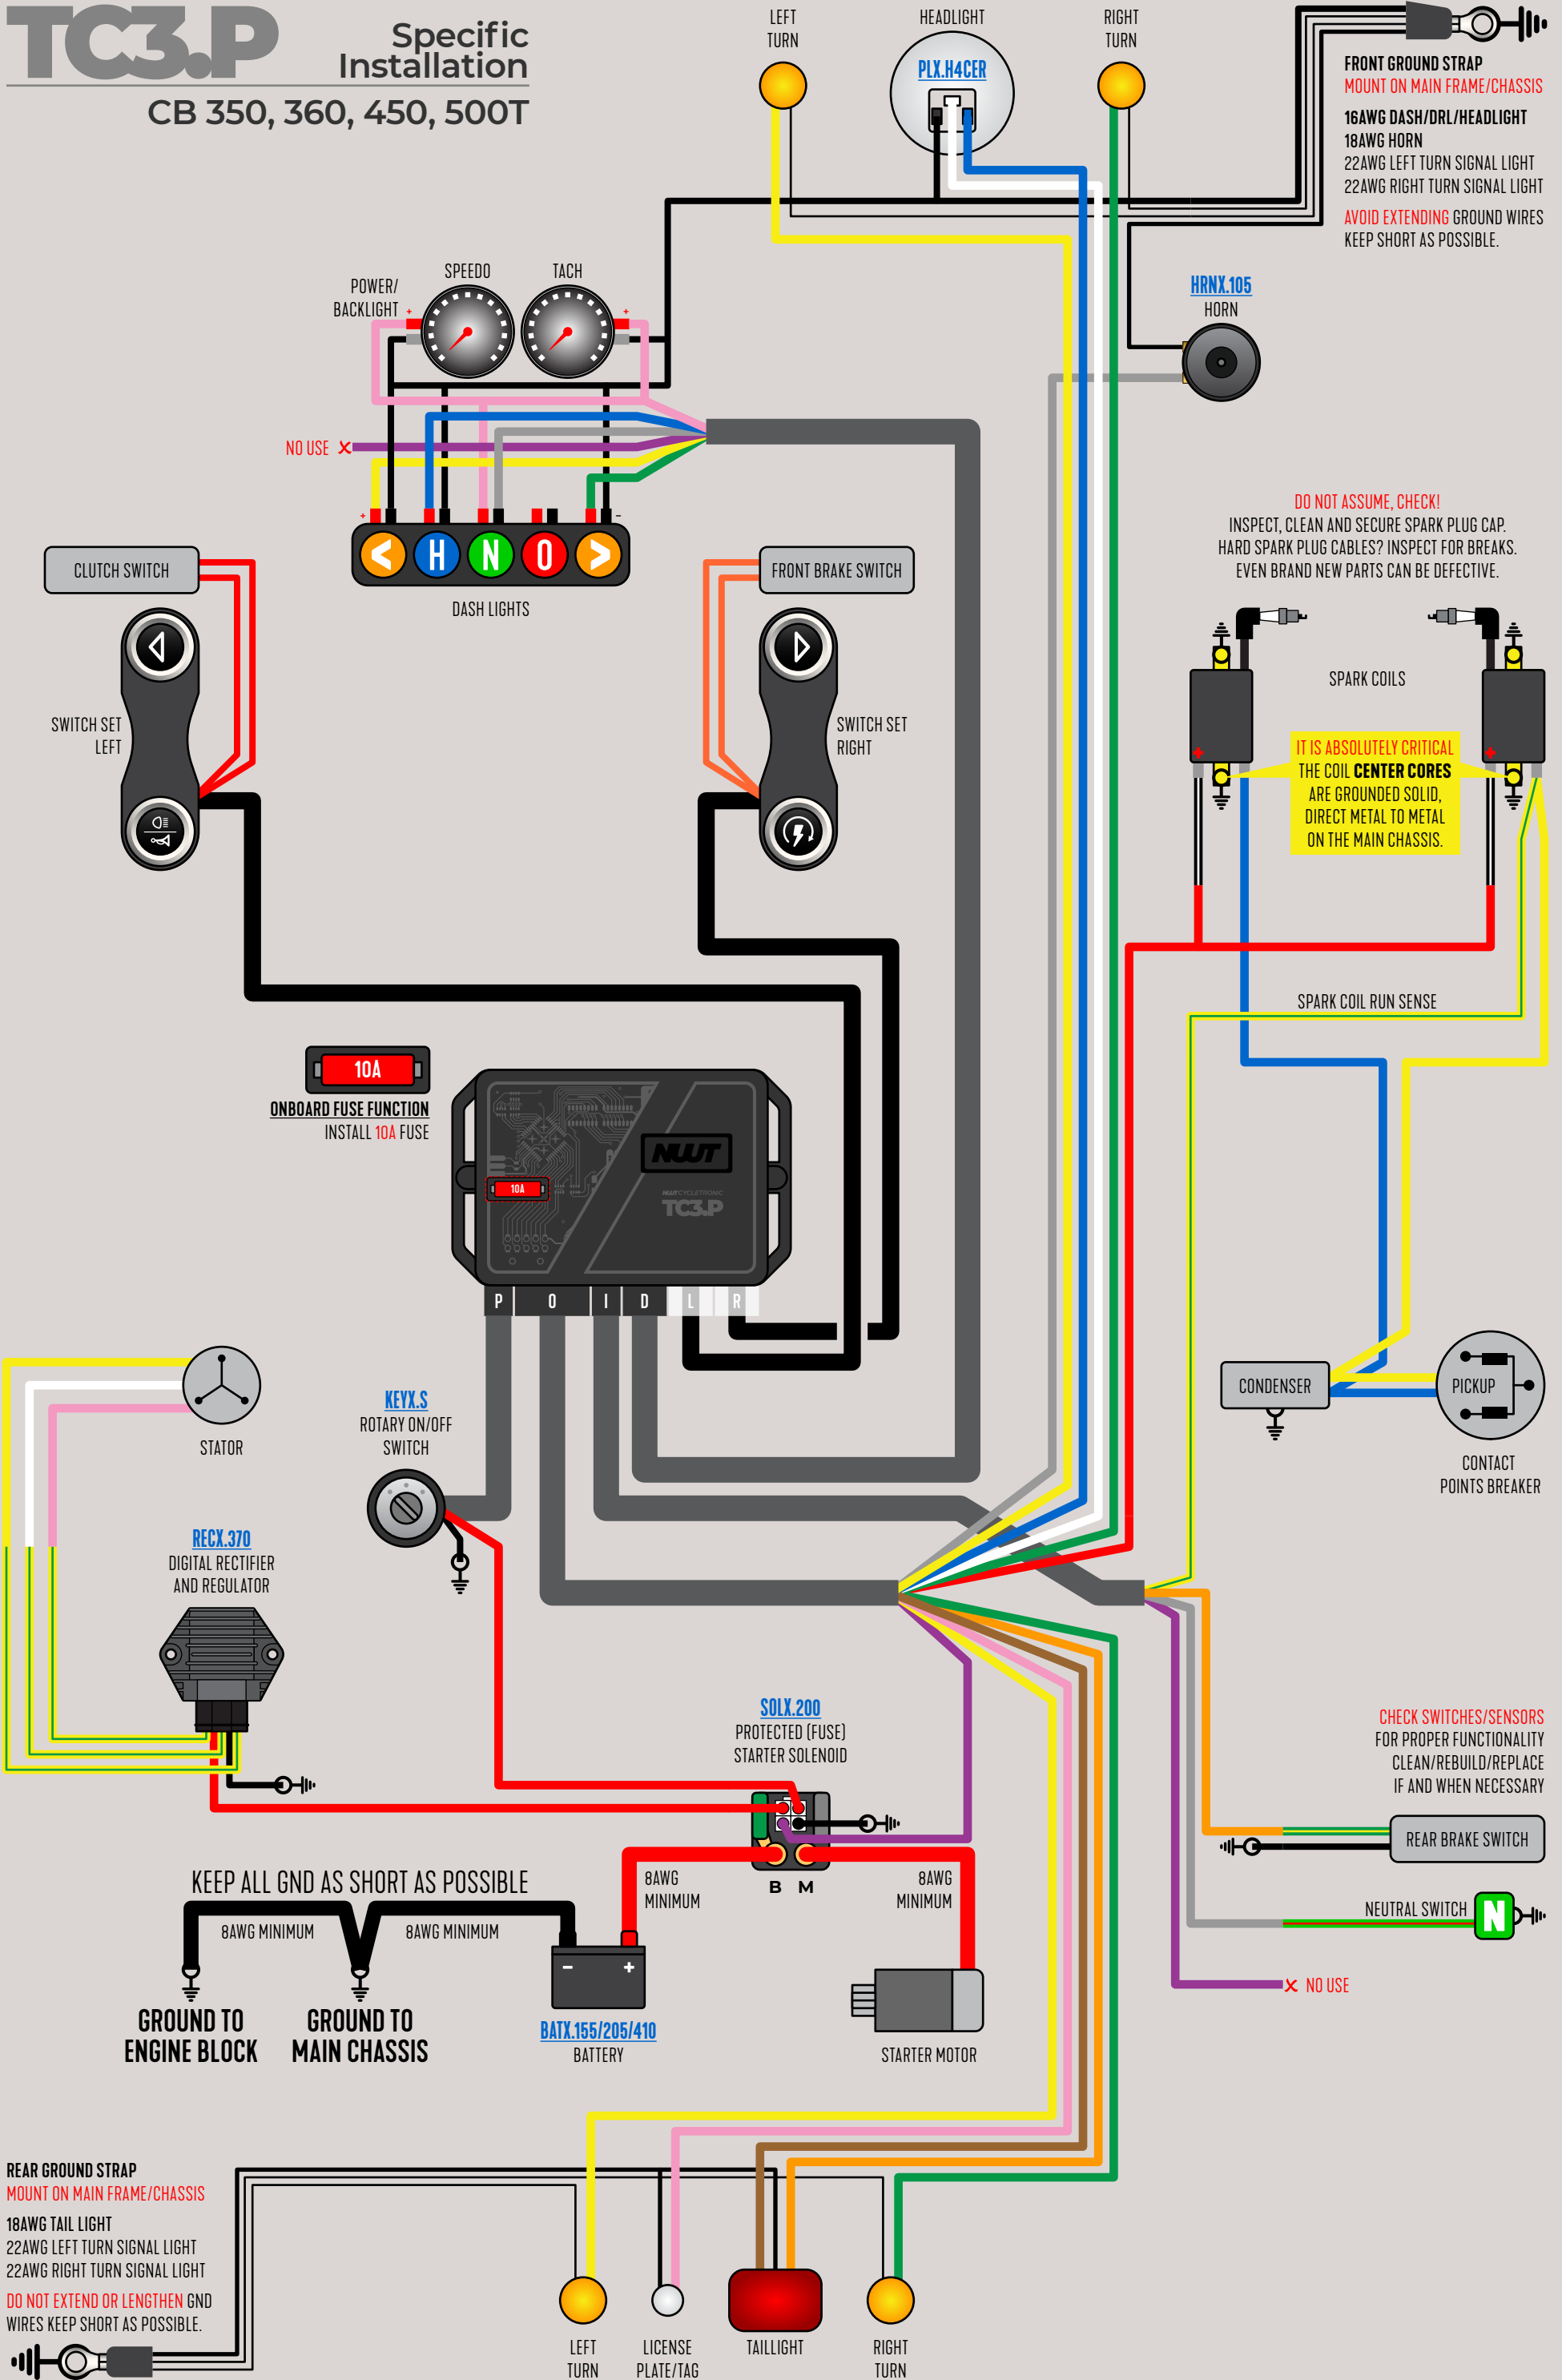 TC3.P
Specific
Installation
CB 350, 360, 450, 500T
LEFT
TURN
HEADLIGHT
PLX.H4CER
RIGHT
TURN
FRONT GROUND STRAP
MOUNT ON MAIN FRAME/CHASSIS
16AWG DASH/DRL/HEADLIGHT
18AWG HORN
22AWG LEFT TURN SIGNAL LIGHT
22AWG RIGHT TURN SIGNAL LIGHT
AVOID EXTENDING GROUND WIRES
KEEP SHORT AS POSSIBLE.
POWER/
BACKLIGHT
SPEEDO
TACH
+
+
HRNX.105
HORN
NO USE X
+
–
< H N O >
DASH LIGHTS
CLUTCH SWITCH
FRONT BRAKE SWITCH
SWITCH SET
LEFT
SWITCH SET
RIGHT
DO NOT ASSUME, CHECK!
INSPECT, CLEAN AND SECURE SPARK PLUG CAP.
HARD SPARK PLUG CABLES? INSPECT FOR BREAKS.
EVEN BRAND NEW PARTS CAN BE DEFECTIVE.
SPARK COILS
+
+
IT IS ABSOLUTELY CRITICAL
THE COIL CENTER CORES
ARE GROUNDED SOLID,
DIRECT METAL TO METAL
ON THE MAIN CHASSIS.
SPARK COIL RUN SENSE
10A
ONBOARD FUSE FUNCTION
INSTALL 10A FUSE
NWT
10A
NWT CYCLETRONIC
TC3.P
P O I D L R
STATOR
KEYX.S
ROTARY ON/OFF
SWITCH
CONDENSER
PICKUP
CONTACT
POINTS BREAKER
RECX.370
DIGITAL RECTIFIER
AND REGULATOR
SOLX.200
PROTECTED (FUSE)
STARTER SOLENOID
B M
CHECK SWITCHES/SENSORS
FOR PROPER FUNCTIONALITY
CLEAN/REBUILD/REPLACE
IF AND WHEN NECESSARY
REAR BRAKE SWITCH
NEUTRAL SWITCH
N
X NO USE
KEEP ALL GND AS SHORT AS POSSIBLE
8AWG MINIMUM
8AWG MINIMUM
8AWG
MINIMUM
8AWG
MINIMUM
– +
GROUND TO
ENGINE BLOCK
GROUND TO
MAIN CHASSIS
BATX.155/205/410
BATTERY
STARTER MOTOR
REAR GROUND STRAP
MOUNT ON MAIN FRAME/CHASSIS
18AWG TAIL LIGHT
22AWG LEFT TURN SIGNAL LIGHT
22AWG RIGHT TURN SIGNAL LIGHT
DO NOT EXTEND OR LENGTHEN GND
WIRES KEEP SHORT AS POSSIBLE.
LEFT
TURN
LICENSE
PLATE/TAG
TAILLIGHT
RIGHT
TURN